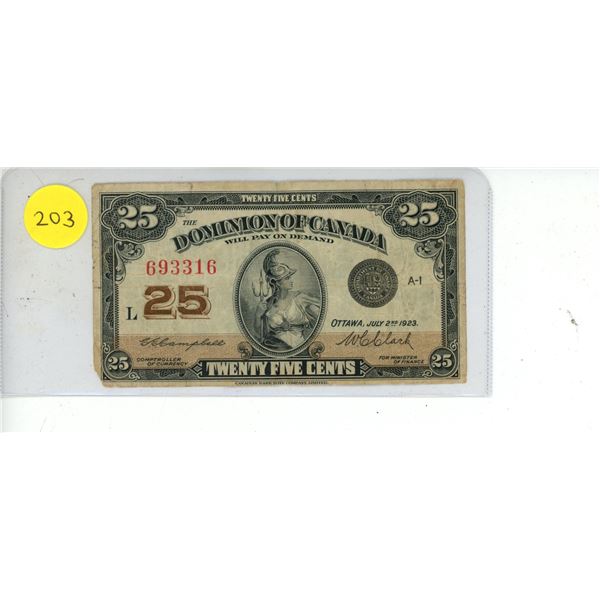 203
TWENTY FIVE CENTS
25 25
THE DOMINION OF CANADA
WILL PAY ON DEMAND
693316
A-1
L 25
OTTAWA, JULY 2ND 1923.
W.C. Clark
COMPTROLLER OF CURRENCY
FOR MINISTER OF FINANCE
25 TWENTY FIVE CENTS 25
CANADIAN BANK NOTE COMPANY, LIMITED.